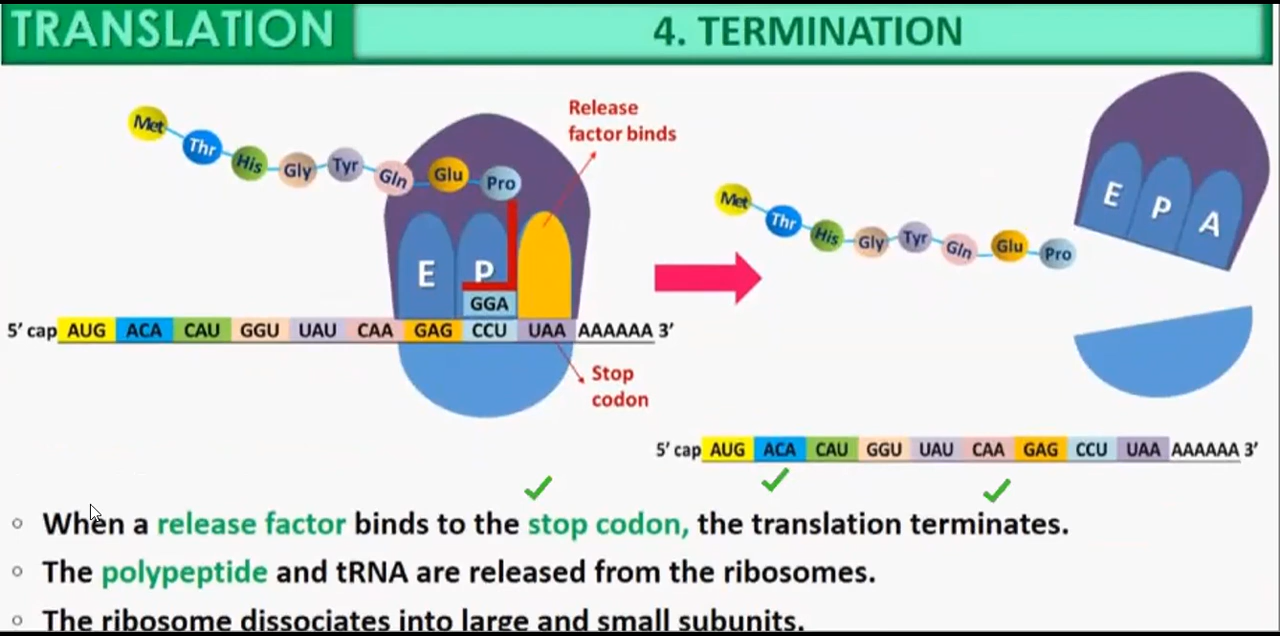 TRANSLATION
4. TERMINATION
Release
factor binds
Met
Thr
His
Gly
Tyr
Gln
Glu
Pro
E
P
GGA
5’ cap AUG ACA CAU GGU UAU CAA GAG CCU UAA AAAAAA 3’
Stop
codon
Met
Thr
His
Gly
Tyr
Gln
Glu
Pro
E
P
A
5’ cap AUG ACA CAU GGU UAU CAA GAG CCU UAA AAAAAA 3’
When a release factor binds to the stop codon, the translation terminates.
The polypeptide and tRNA are released from the ribosomes.
The ribosome dissociates into large and small subunits.